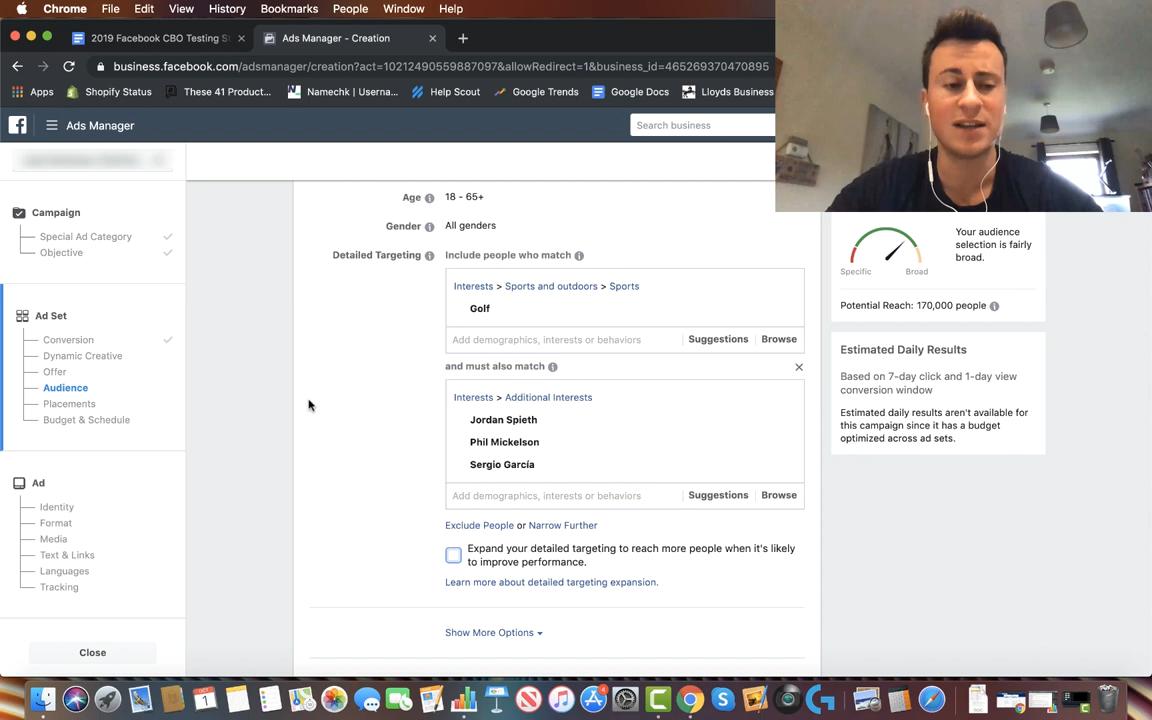 Chrome File Edit View History Bookmarks People Window Help
2019 Facebook CBO Testing S
Ads Manager - Creation
business.facebook.com/adsmanager/creation?act=10212490559887097&allowRedirect=1&business_id=465269370470895
Apps Shopify Status These 41 Product... Namechk | Userna... Help Scout Google Trends Google Docs Lloyds Business
Ads Manager
Search business
Campaign
Special Ad Category
Objective
Ad Set
Conversion
Dynamic Creative
Offer
Audience
Placements
Budget & Schedule
Ad
Identity
Format
Media
Text & Links
Languages
Tracking
Close
Age 18 - 65+
Gender All genders
Detailed Targeting Include people who match
Interests > Sports and outdoors > Sports
Golf
Add demographics, interests or behaviors Suggestions Browse
and must also match
Interests > Additional Interests
Jordan Spieth
Phil Mickelson
Sergio García
Add demographics, interests or behaviors Suggestions Browse
Exclude People or Narrow Further
Expand your detailed targeting to reach more people when it's likely
to improve performance.
Learn more about detailed targeting expansion.
Show More Options
Your audience
selection is fairly
broad.
Specific Broad
Potential Reach: 170,000 people
Estimated Daily Results
Based on 7-day click and 1-day view
conversion window
Estimated daily results aren't available for
this campaign since it has a budget
optimized across ad sets.